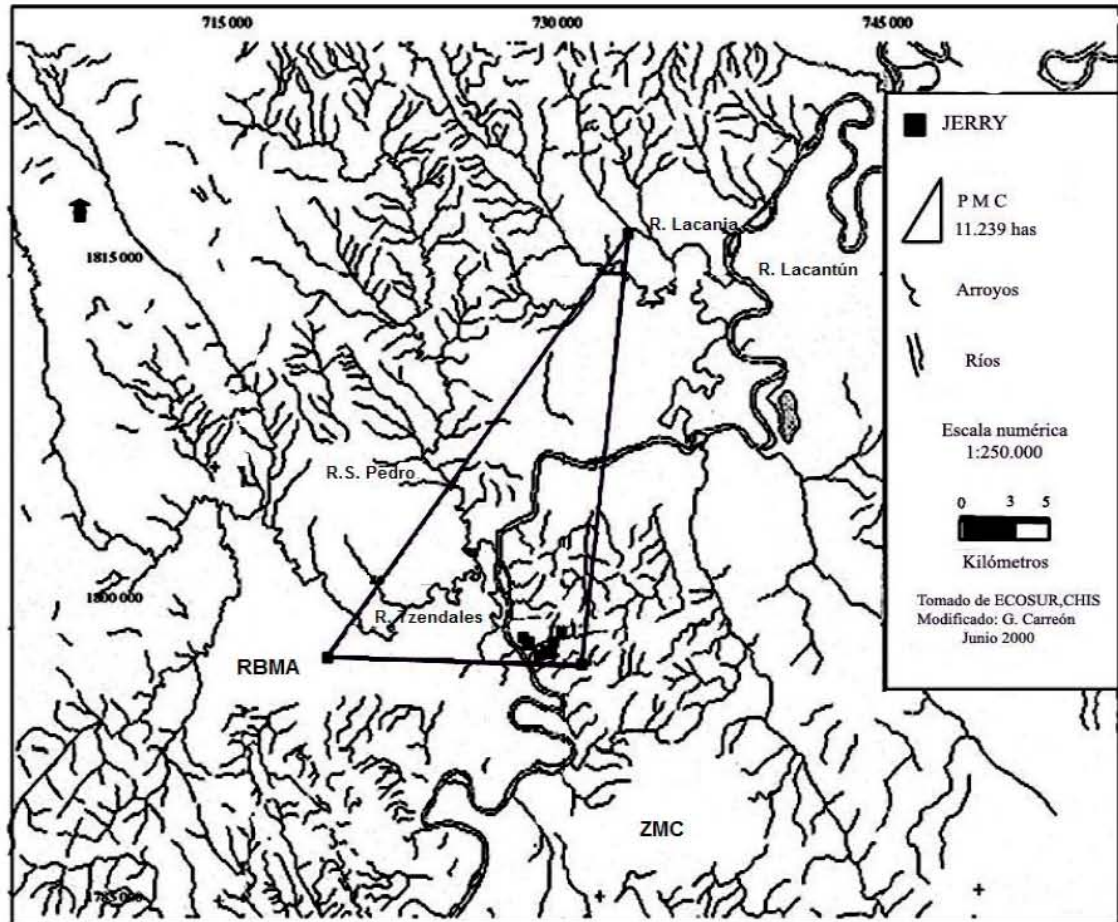 715 000
730 000
745 000
JERRY
P M C
11.239 has
R. Lacanja
1815 000
R. Lacantún
Arroyos
Ríos
Escala numérica
1:250.000
R.S. Pedro
0 3 5
Kilómetros
1800 000
Tomado de ECOSUR,CHIS
Modificado: G. Carreón
Junio 2000
R. Tzendales
RBMA
ZMC
1785 000